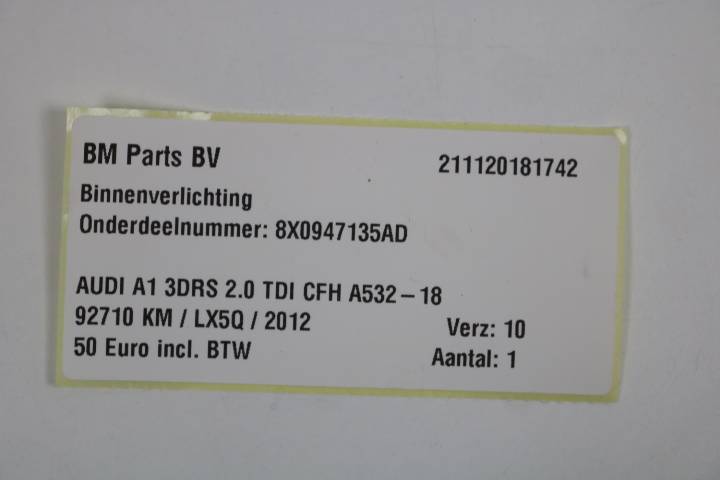 BM Parts BV 211120181742
Binnenverlichting
Onderdeelnummer: 8X0947135AD
AUDI A1 3DRS 2.0 TDI CFH A532-18
92710 KM / LX5Q / 2012 Verz: 10
50 Euro incl. BTW Aantal: 1